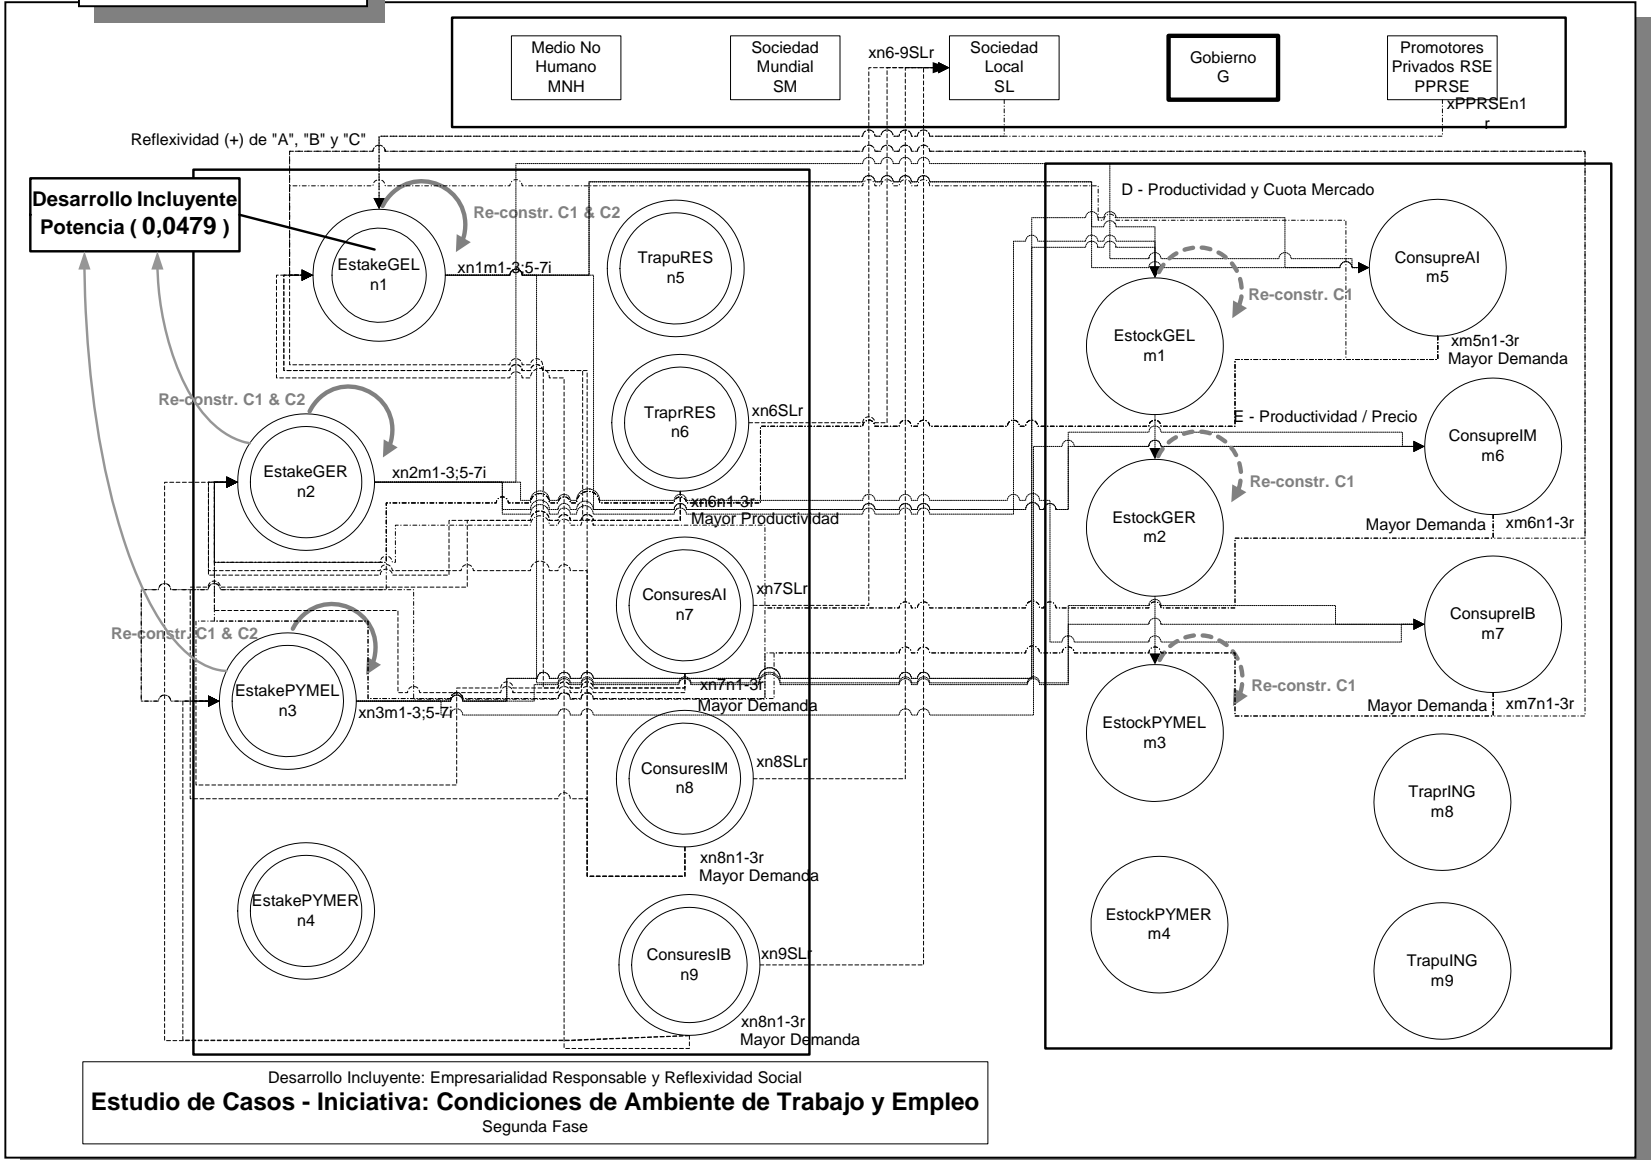 Medio No
Humano
MNH
Sociedad
Mundial
SM
xn6-9SLr
Sociedad
Local
SL
Gobierno
G
Promotores
Privados RSE
PPRSE
xPPRSEn1
r
Reflexividad (+) de "A", "B" y "C"
Desarrollo Incluyente
Potencia ( 0,0479 )
Re-constr. C1 & C2
EstakeGEL
n1
xn1m1-3;5-7i
TrapuRES
n5
D - Productividad y Cuota Mercado
ConsupreAI
m5
Re-constr. C1
EstockGEL
m1
xm5n1-3r
Mayor Demanda
Re-constr. C1 & C2
TraprRES
n6
xn6SLr
E - Productividad / Precio
ConsupreIM
m6
EstakeGER
n2
xn2m1-3;5-7i
Re-constr. C1
xn6n1-3r
Mayor Productividad
EstockGER
m2
Mayor Demanda
xm6n1-3r
ConsuresAI
n7
xn7SLr
ConsupreIB
m7
Re-constr. C1 & C2
EstakePYMEL
n3
xn3m1-3;5-7i
xn7n1-3r
Mayor Demanda
Re-constr. C1
Mayor Demanda
xm7n1-3r
EstockPYMEL
m3
ConsuresIM
n8
xn8SLr
TraprING
m8
xn8n1-3r
Mayor Demanda
EstakePYMER
n4
EstockPYMER
m4
ConsuresIB
n9
xn9SLr
TrapuING
m9
xn8n1-3r
Mayor Demanda
Desarrollo Incluyente: Empresarialidad Responsable y Reflexividad Social
Estudio de Casos - Iniciativa: Condiciones de Ambiente de Trabajo y Empleo
Segunda Fase